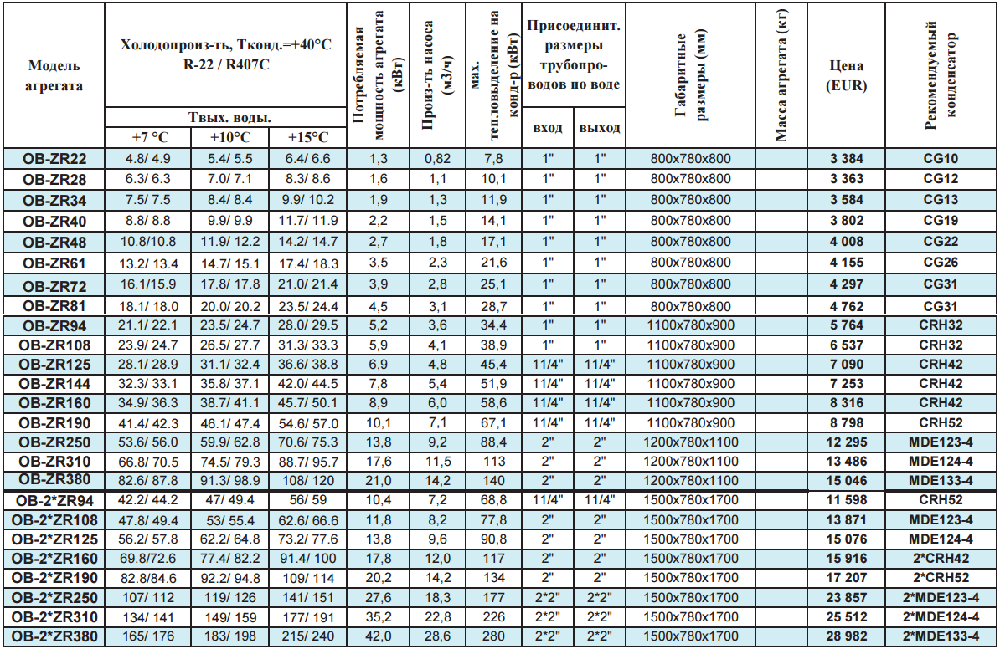 Модель агрегата
Холодопроиз-ть, Тконд.=+40°C R-22 / R407C
Твых. воды.
+7 °C +10°C +15°C
Потребляемая мощность агрегата (кВт)
Произ-ть насоса (м3/ч)
мах. тепловыделение на конд-р (кВт)
Присоединит. размеры трубопро-водов по воде
вход выход
Габаритные размеры (мм)
Масса агрегата (кг)
Цена (EUR)
Рекомендуемый конденсатор
OB-ZR22 4.8/ 4.9 5.4/ 5.5 6.4/ 6.6 1,3 0,82 7,8 1" 1" 800x780x800 3 384 CG10
OB-ZR28 6.3/ 6.3 7.0/ 7.1 8.3/ 8.6 1,6 1,1 10,1 1" 1" 800x780x800 3 363 CG12
OB-ZR34 7.5/ 7.5 8.4/ 8.4 9.9/ 10.2 1,9 1,3 11,9 1" 1" 800x780x800 3 584 CG13
OB-ZR40 8.8/ 8.8 9.9/ 9.9 11.7/ 11.9 2,2 1,5 14,1 1" 1" 800x780x800 3 802 CG19
OB-ZR48 10.8/10.8 11.9/ 12.2 14.2/ 14.7 2,7 1,8 17,1 1" 1" 800x780x800 4 008 CG22
OB-ZR61 13.2/ 13.4 14.7/ 15.1 17.4/ 18.3 3,5 2,3 21,6 1" 1" 800x780x800 4 155 CG26
OB-ZR72 16.1/15.9 17.8/ 17.8 21.0/ 21.4 3,9 2,8 25,1 1" 1" 800x780x800 4 297 CG31
OB-ZR81 18.1/ 18.0 20.0/ 20.2 23.5/ 24.4 4,5 3,1 28,7 1" 1" 800x780x800 4 762 CG31
OB-ZR94 21.1/ 22.1 23.5/ 24.7 28.0/ 29.5 5,2 3,6 34,4 1" 1" 1100x780x900 5 764 CRH32
OB-ZR108 23.9/ 24.7 26.5/ 27.7 31.3/ 33.3 5,9 4,1 38,9 1" 1" 1100x780x900 6 537 CRH32
OB-ZR125 28.1/ 28.9 31.1/ 32.4 36.6/ 38.8 6,9 4,8 45,4 11/4" 11/4" 1100x780x900 7 090 CRH42
OB-ZR144 32.3/ 33.1 35.8/ 37.1 42.0/ 44.5 7,8 5,4 51,9 11/4" 11/4" 1100x780x900 7 253 CRH42
OB-ZR160 34.9/ 36.3 38.7/ 41.1 45.7/ 50.1 8,9 6,0 58,6 11/4" 11/4" 1100x780x900 8 316 CRH42
OB-ZR190 41.4/ 42.3 46.1/ 47.4 54.6/ 57.0 10,1 7,1 67,1 11/4" 11/4" 1100x780x900 8 798 CRH52
OB-ZR250 53.6/ 56.0 59.9/ 62.8 70.6/ 75.3 13,8 9,2 88,4 2" 2" 1200x780x1100 12 295 MDE123-4
OB-ZR310 66.8/ 70.5 74.5/ 79.3 88.7/ 95.7 17,6 11,5 113 2" 2" 1200x780x1100 13 486 MDE124-4
OB-ZR380 82.6/ 87.8 91.3/ 98.9 108/ 120 21,0 14,2 140 2" 2" 1200x780x1100 15 046 MDE133-4
OB-2*ZR94 42.2/ 44.2 47/ 49.4 56/ 59 10,4 7,2 68,8 11/4" 11/4" 1500x780x1700 11 598 CRH52
OB-2*ZR108 47.8/ 49.4 53/ 55.4 62.6/ 66.6 11,8 8,2 77,8 2" 2" 1500x780x1700 13 871 MDE123-4
OB-2*ZR125 56.2/ 57.8 62.2/ 64.8 73.2/ 77.6 13,8 9,6 90,8 2" 2" 1500x780x1700 15 076 MDE124-4
OB-2*ZR160 69.8/72.6 77.4/ 82.2 91.4/ 100 17,8 12,0 117 2" 2" 1500x780x1700 15 916 2*CRH42
OB-2*ZR190 82.8/84.6 92.2/ 94.8 109/ 114 20,2 14,2 134 2" 2" 1500x780x1700 17 207 2*CRH52
OB-2*ZR250 107/ 112 119/ 126 141/ 151 27,6 18,3 177 2*2" 2*2" 1500x780x1700 23 857 2*MDE123-4
OB-2*ZR310 134/ 141 149/ 159 177/ 191 35,2 22,8 226 2*2" 2*2" 1500x780x1700 25 512 2*MDE124-4
OB-2*ZR380 165/ 176 183/ 198 215/ 240 42,0 28,6 280 2*2" 2*2" 1500x780x1700 28 982 2*MDE133-4